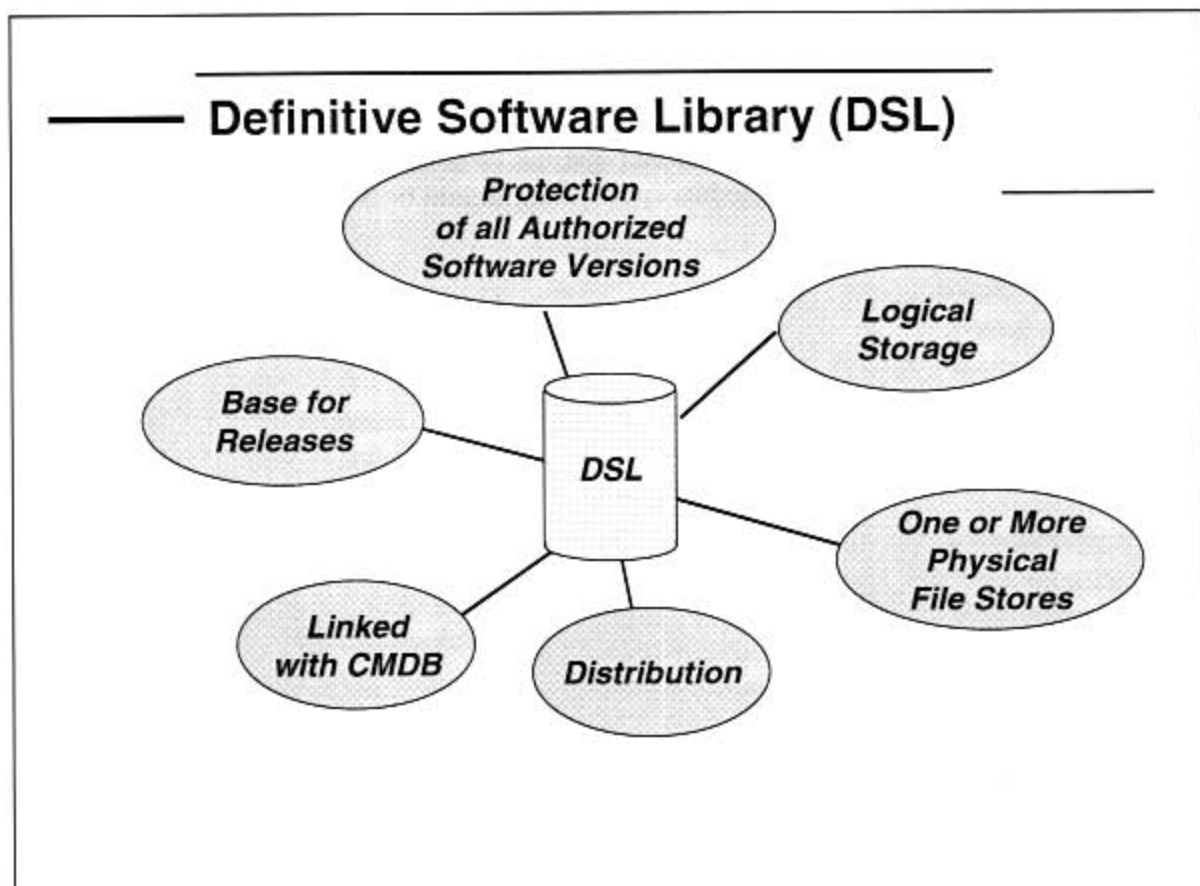 Definitive Software Library (DSL)
Protection
of all Authorized
Software Versions
Logical
Storage
Base for
Releases
DSL
One or More
Physical
File Stores
Linked
with CMDB
Distribution